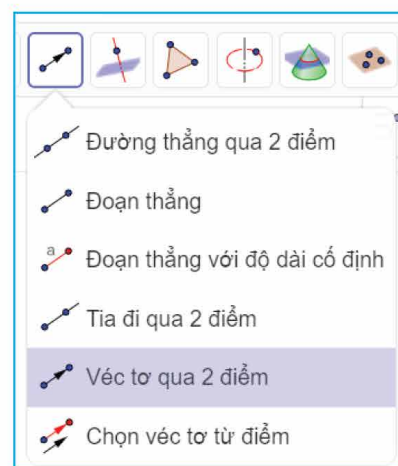 Đường thẳng qua 2 điểm
Đoạn thẳng
a
Đoạn thẳng với độ dài cố định
Tia đi qua 2 điểm
Véc tơ qua 2 điểm
Chọn véc tơ từ điểm